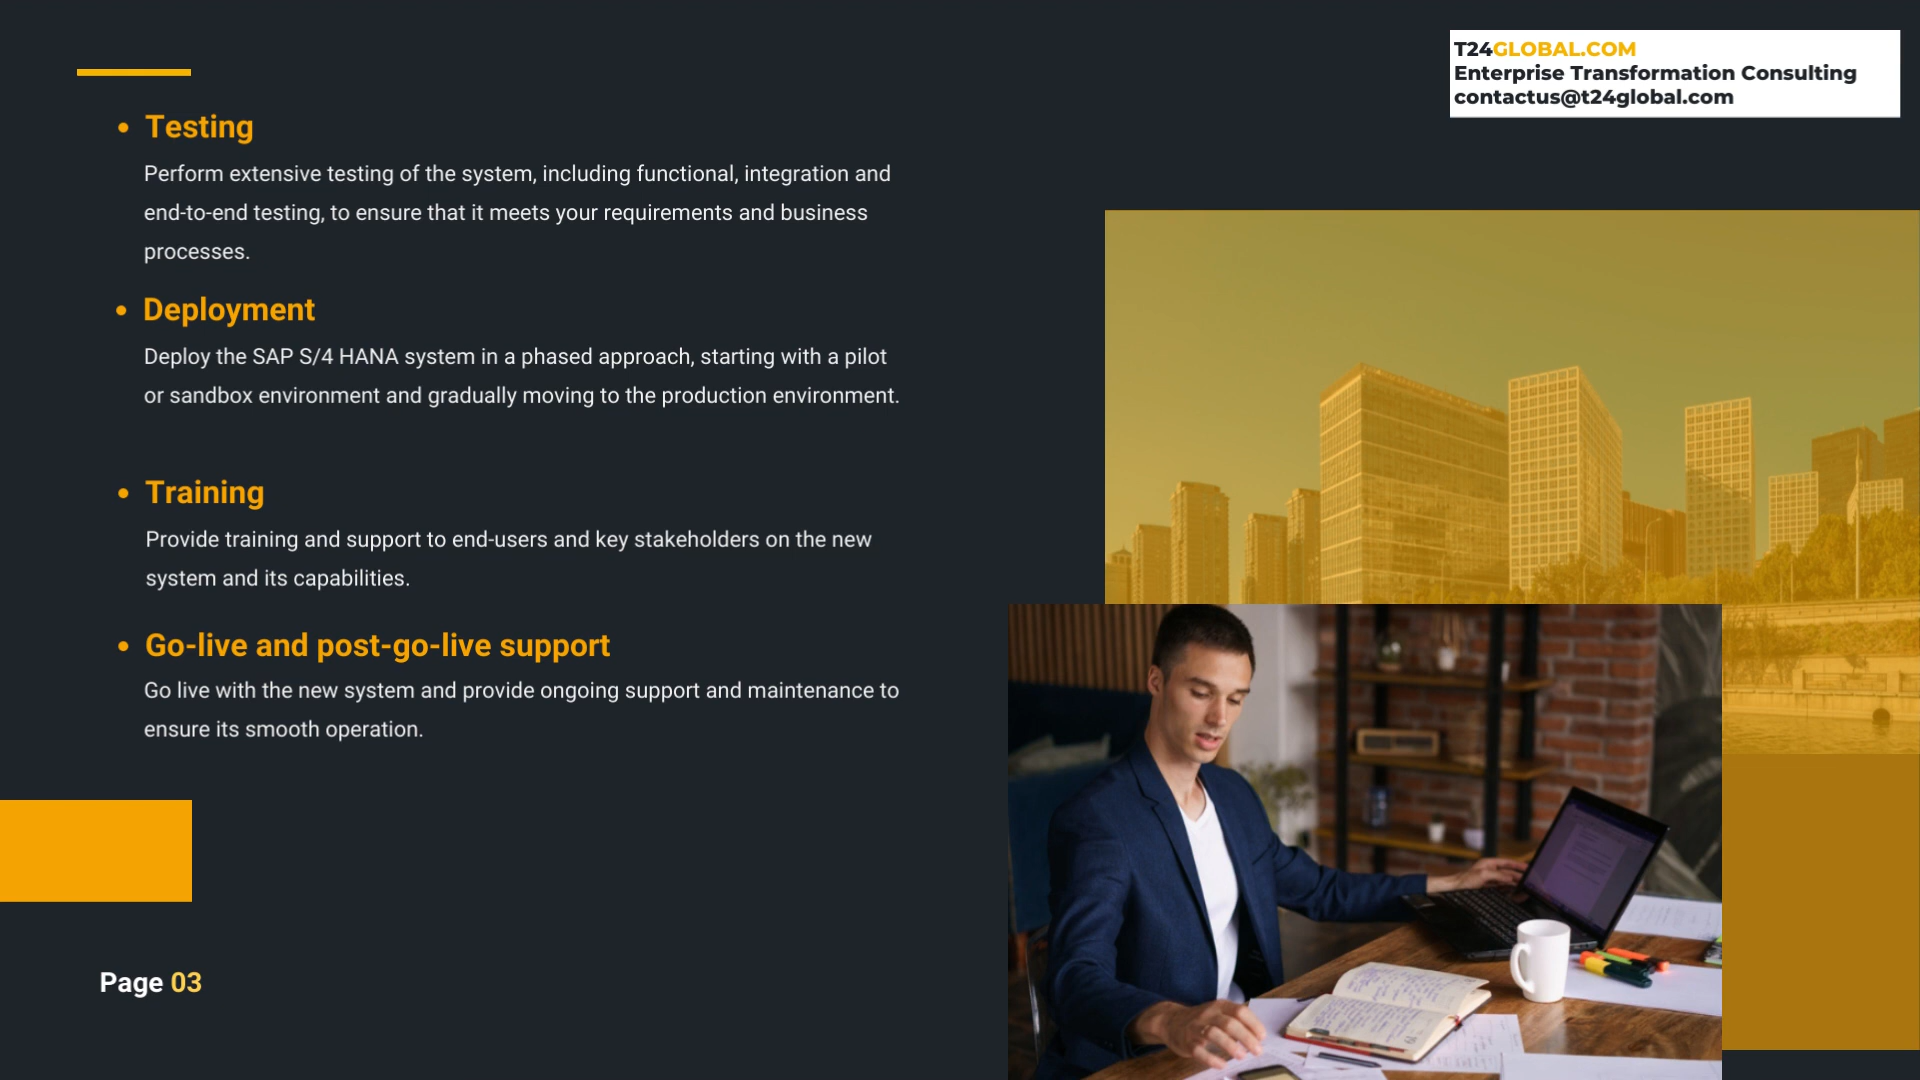 T24GLOBAL.COM
Enterprise Transformation Consulting
contactus@t24global.com
• Testing
Perform extensive testing of the system, including functional, integration and
end-to-end testing, to ensure that it meets your requirements and business
processes.
• Deployment
Deploy the SAP S/4 HANA system in a phased approach, starting with a pilot
or sandbox environment and gradually moving to the production environment.
• Training
Provide training and support to end-users and key stakeholders on the new
system and its capabilities.
• Go-live and post-go-live support
Go live with the new system and provide ongoing support and maintenance to
ensure its smooth operation.
Page 03